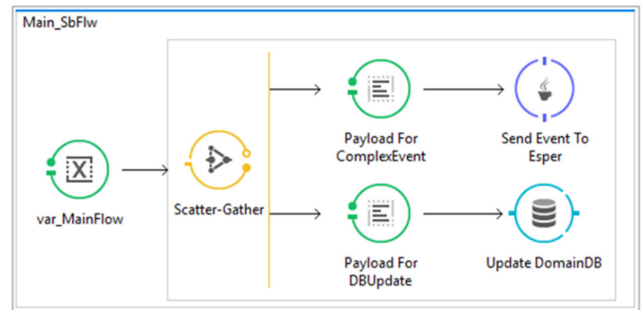 Main_SbFlw
var_MainFlow
Scatter-Gather
Payload For
ComplexEvent
Send Event To
Esper
Payload For
DBUpdate
Update DomainDB